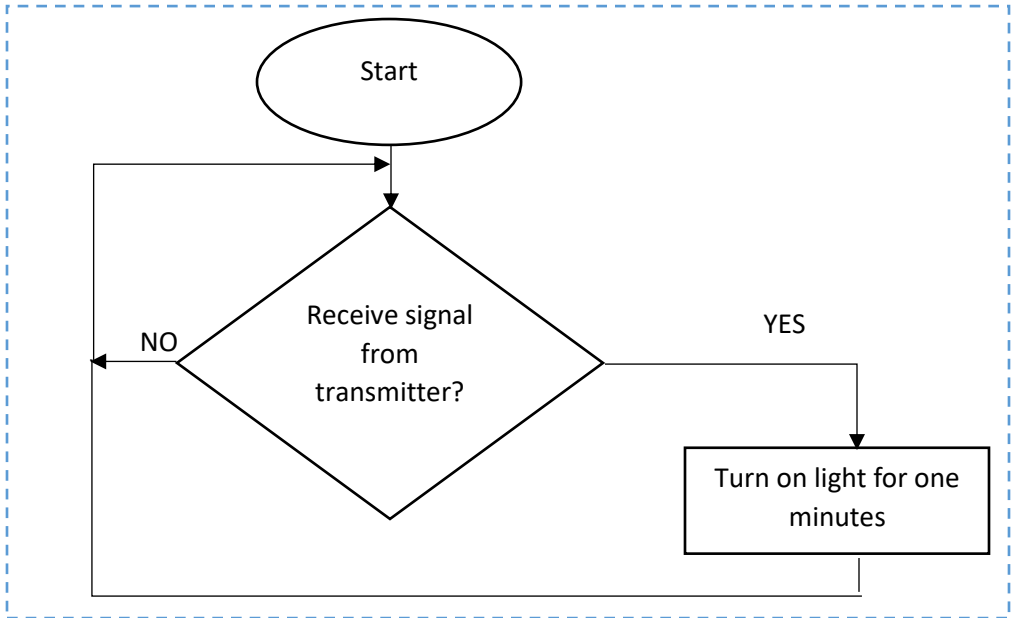 Start
Receive signal
from
transmitter?
NO
YES
Turn on light for one
minutes